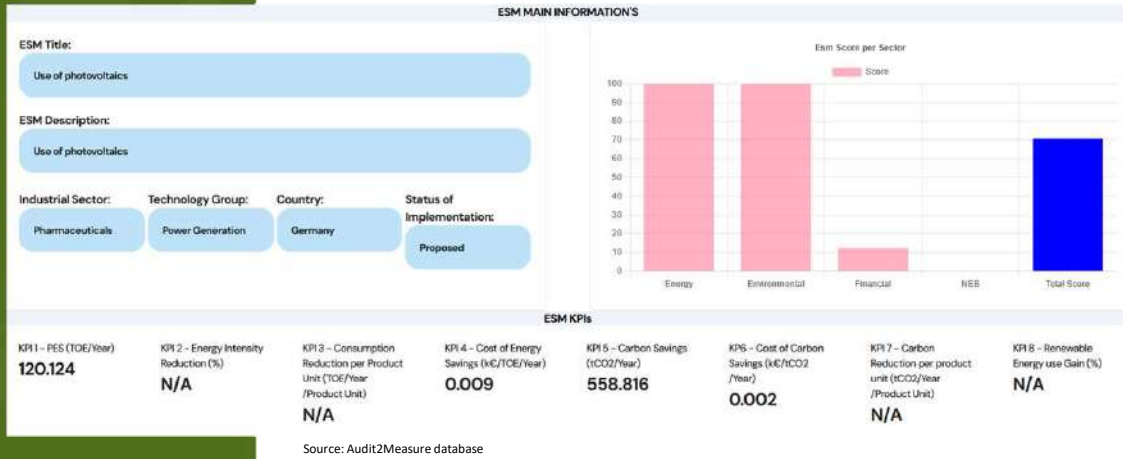 ESM MAIN INFORMATION'S
ESM Title:
Use of photovoltaics
ESM Description:
Use of photovoltaics
Industrial Sector:
Pharmaceuticals
Technology Group:
Power Generation
Country:
Germany
Status of
Implementation:
Proposed
Esm Score per Sector
Score
100
90
80
70
60
50
40
30
20
10
0
Energy
Environmental
Financial
NEB
Total Score
ESM KPIs
KPI 1 - PES (TOE/Year)
120.124
KPI 2 - Energy Intensity
Reduction (%)
N/A
KPI 3 - Consumption
Reduction per Product
Unit (TOE/Year
/Product Unit)
N/A
KPI 4 - Cost of Energy
Savings (k€/TOE/Year)
0.009
KPI 5 - Carbon Savings
(tCO2/Year)
558.816
KPI6 - Cost of Carbon
Savings (k€/tCO2
/Year)
0.002
KPI 7 - Carbon
Reduction per product
unit (tCO2/Year
/Product Unit)
N/A
KPI 8 - Renewable
Energy use Gain (%)
N/A
Source: Audit2Measure database